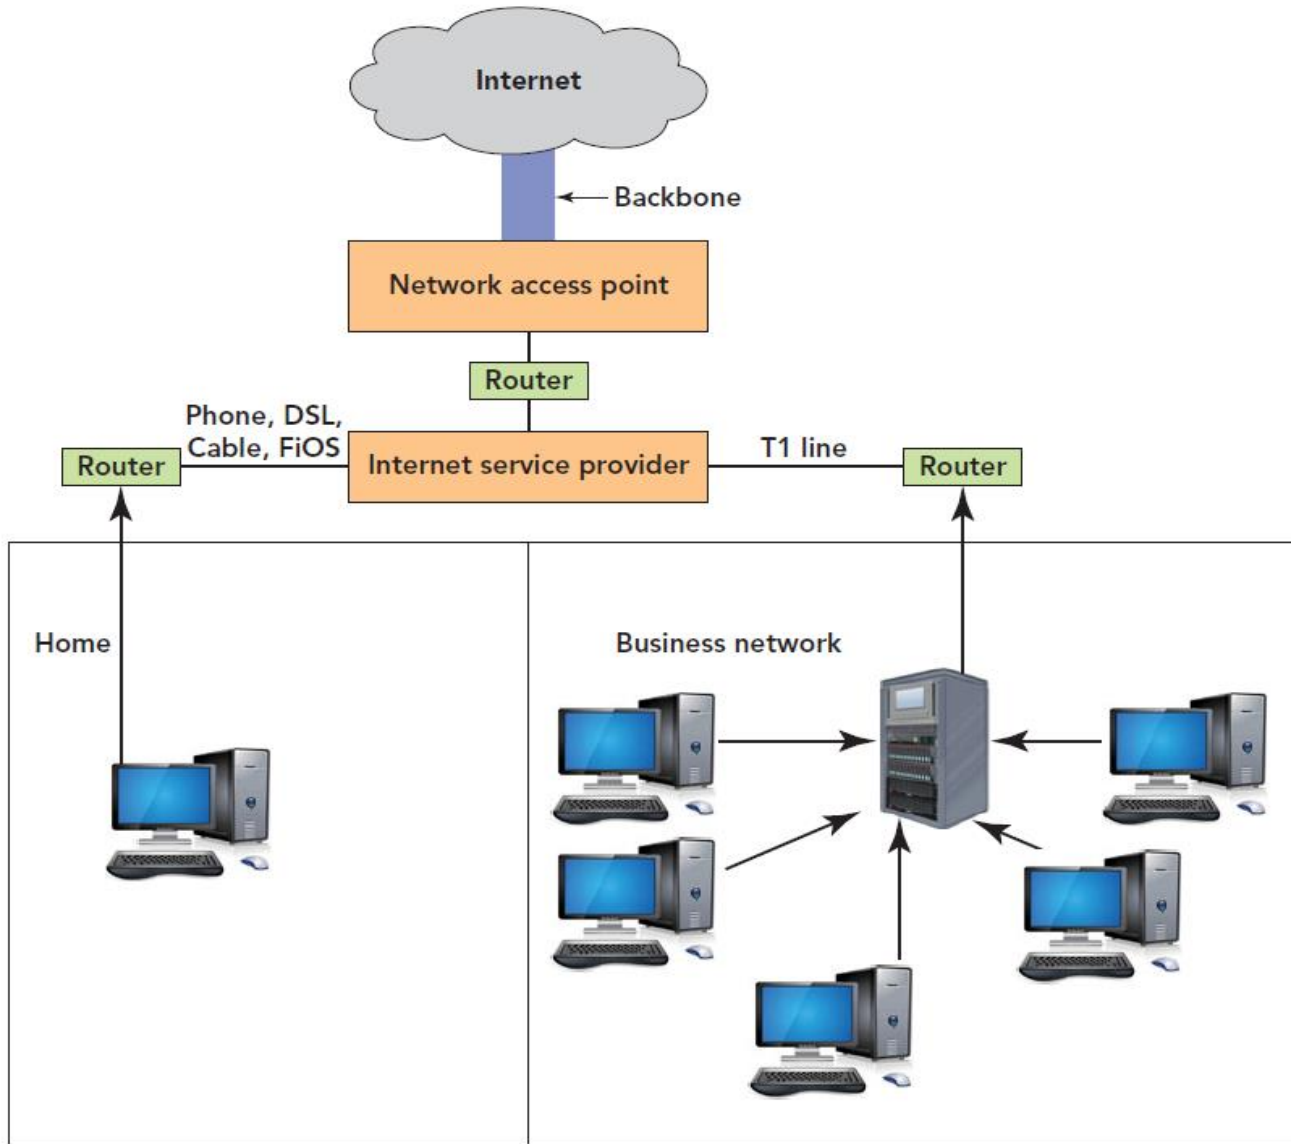 Internet
Backbone
Network access point
Router
Phone, DSL,
Cable, FiOS
Router
Internet service provider
T1 line
Router
Home
Business network